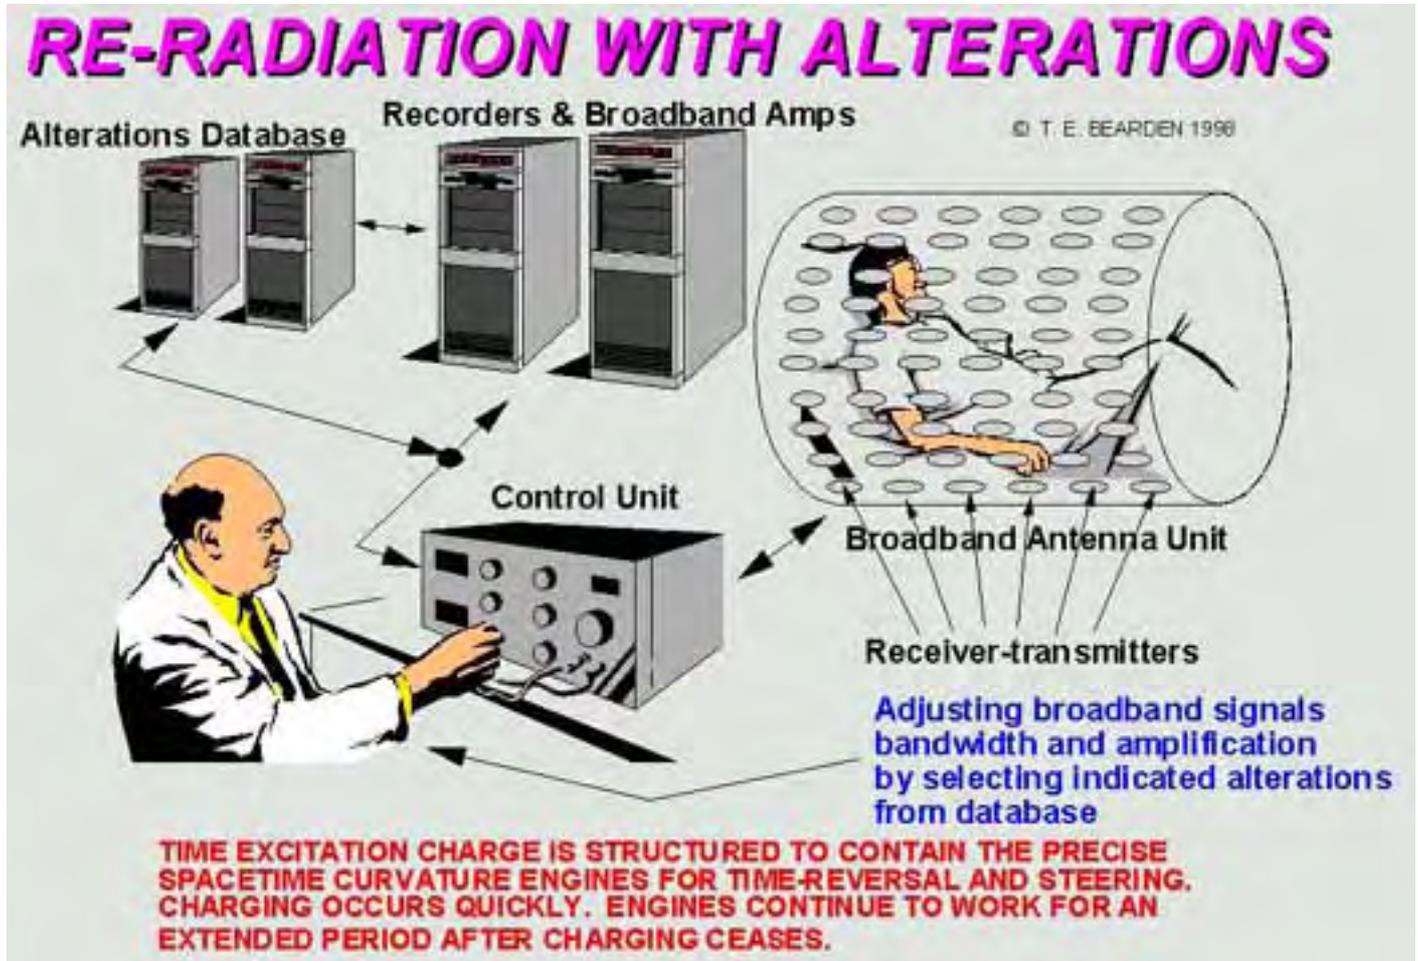 RE-RADIATION WITH ALTERATIONS
Recorders & Broadband Amps
Alterations Database
© T. E. BEARDEN 1998
Control Unit
Broadband Antenna Unit
Receiver-transmitters
Adjusting broadband signals
bandwidth and amplification
by selecting indicated alterations
from database
TIME EXCITATION CHARGE IS STRUCTURED TO CONTAIN THE PRECISE
SPACETIME CURVATURE ENGINES FOR TIME-REVERSAL AND STEERING.
CHARGING OCCURS QUICKLY. ENGINES CONTINUE TO WORK FOR AN
EXTENDED PERIOD AFTER CHARGING CEASES.